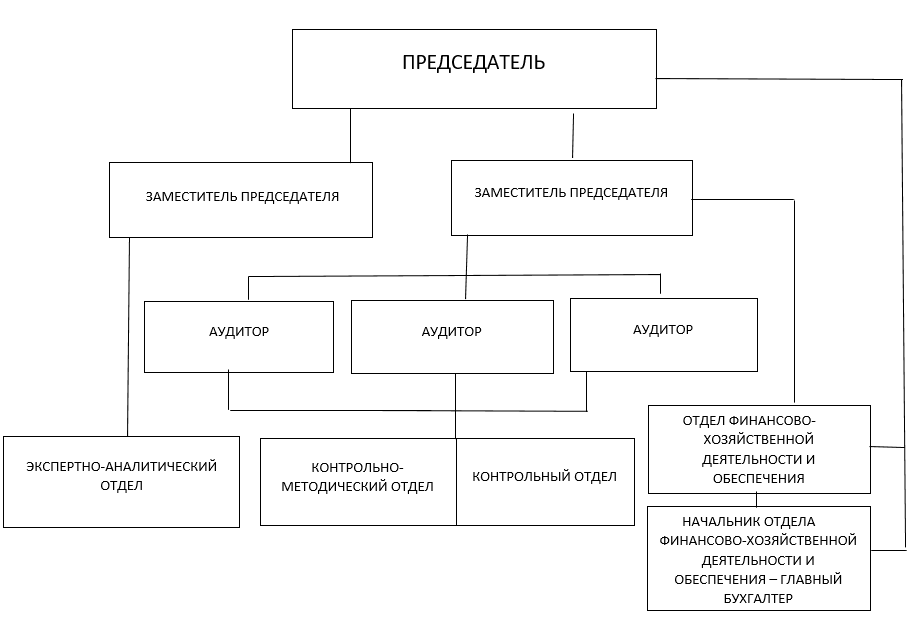 ПРЕДСЕДАТЕЛЬ
ЗАМЕСТИТЕЛЬ ПРЕДСЕДАТЕЛЯ
ЗАМЕСТИТЕЛЬ ПРЕДСЕДАТЕЛЯ
АУДИТОР
АУДИТОР
АУДИТОР
ЭКСПЕРТНО-АНАЛИТИЧЕСКИЙ
ОТДЕЛ
КОНТРОЛЬНО-
МЕТОДИЧЕСКИЙ ОТДЕЛ
КОНТРОЛЬНЫЙ ОТДЕЛ
ОТДЕЛ ФИНАНСОВО-
ХОЗЯЙСТВЕННОЙ
ДЕЯТЕЛЬНОСТИ И
ОБЕСПЕЧЕНИЯ
НАЧАЛЬНИК ОТДЕЛА
ФИНАНСОВО-ХОЗЯЙСТВЕННОЙ
ДЕЯТЕЛЬНОСТИ И
ОБЕСПЕЧЕНИЯ – ГЛАВНЫЙ
БУХГАЛТЕР